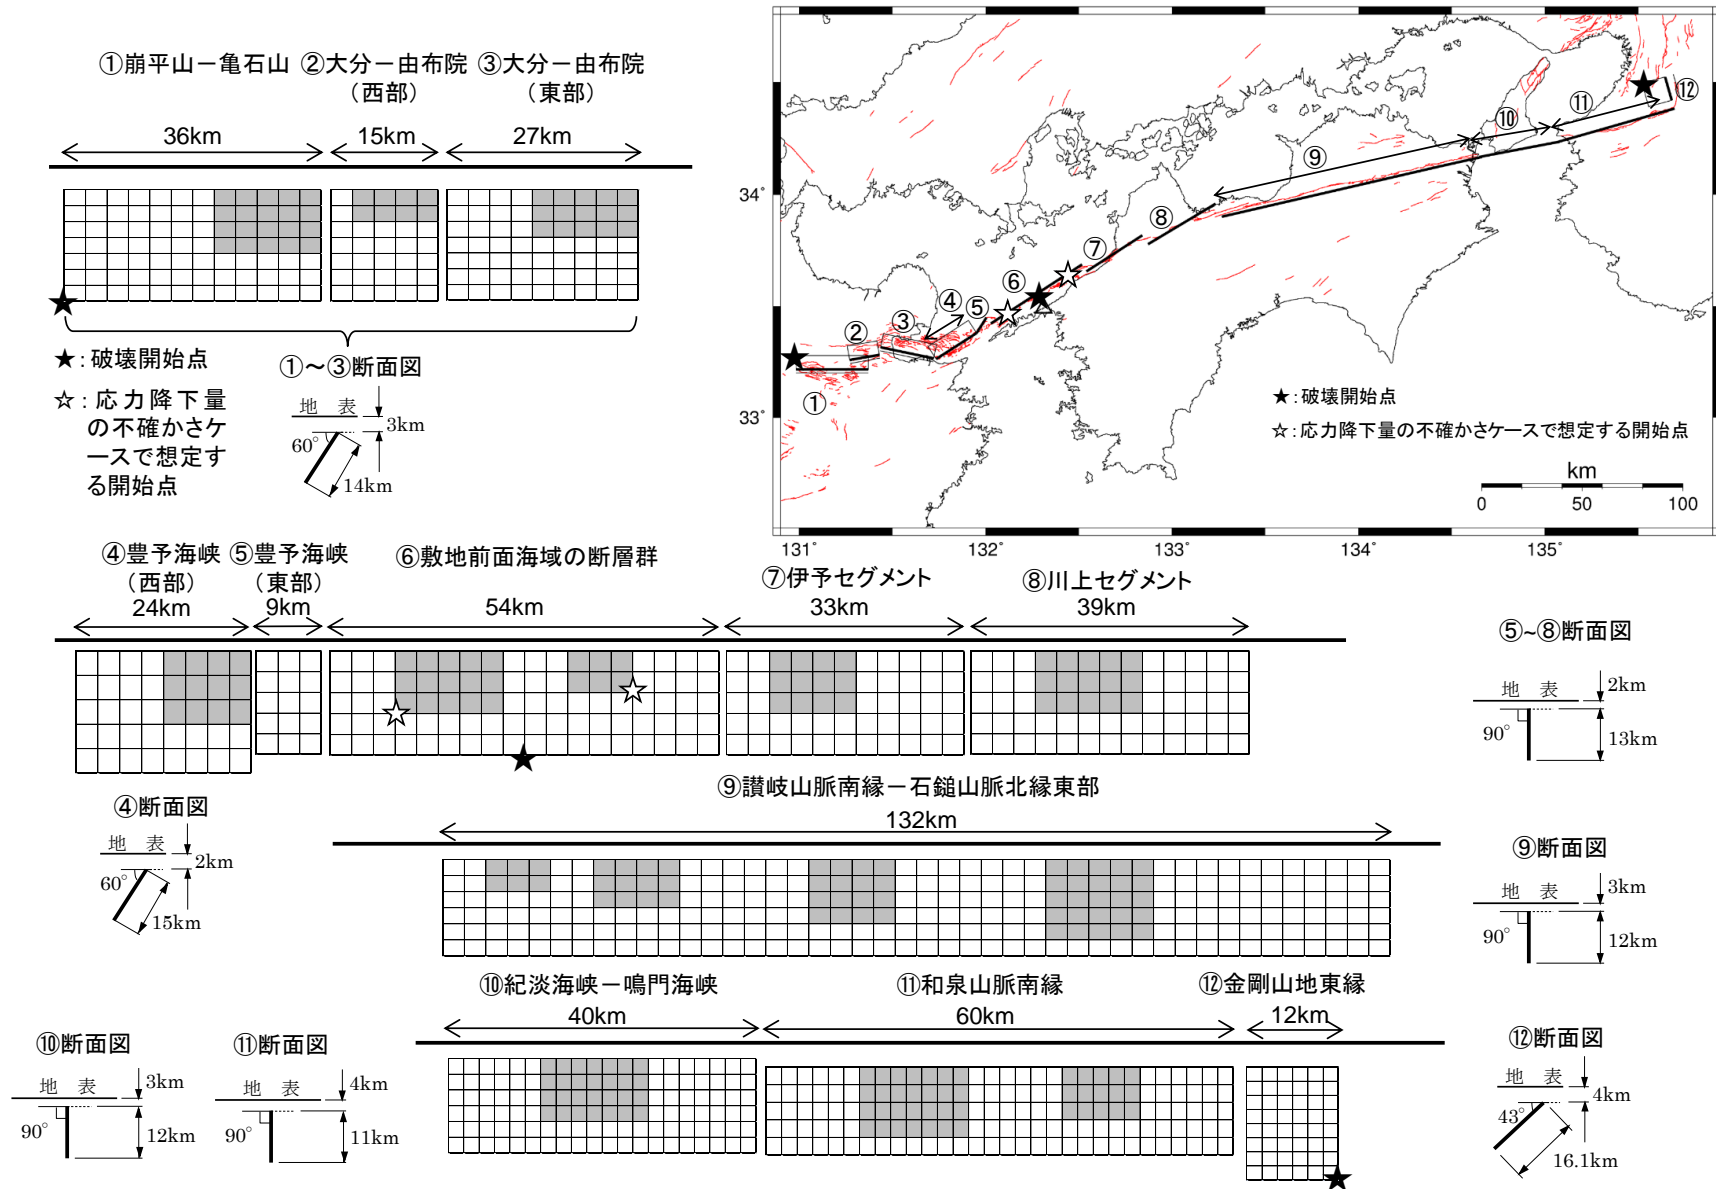 ①崩平山－亀石山
②大分－由布院
（西部）
③大分－由布院
（東部）
36km
15km
27km
★:破壊開始点
☆:応力降下量
の不確かさケ
ースで想定す
る開始点
①～③断面図
地 表
3km
60°
14km
①
②
③
④
⑤
⑥
⑦
⑧
⑨
⑩
⑪
⑫
34°
33°
131°
132°
133°
134°
135°
★:破壊開始点
☆:応力降下量の不確かさケースで想定する開始点
km
0
50
100
④豊予海峡
（西部）
24km
⑤豊予海峡
（東部）
9km
⑥敷地前面海域の断層群
54km
⑦伊予セグメント
33km
⑧川上セグメント
39km
⑤~⑧断面図
地 表
2km
90°
13km
④断面図
地 表
2km
60°
15km
⑨讃岐山脈南縁－石鎚山脈北縁東部
132km
⑨断面図
地 表
3km
90°
12km
⑩紀淡海峡－鳴門海峡
40km
⑪和泉山脈南縁
60km
⑫金剛山地東縁
12km
⑩断面図
地 表
3km
90°
12km
⑪断面図
地 表
4km
90°
11km
⑫断面図
地 表
4km
43°
16.1km